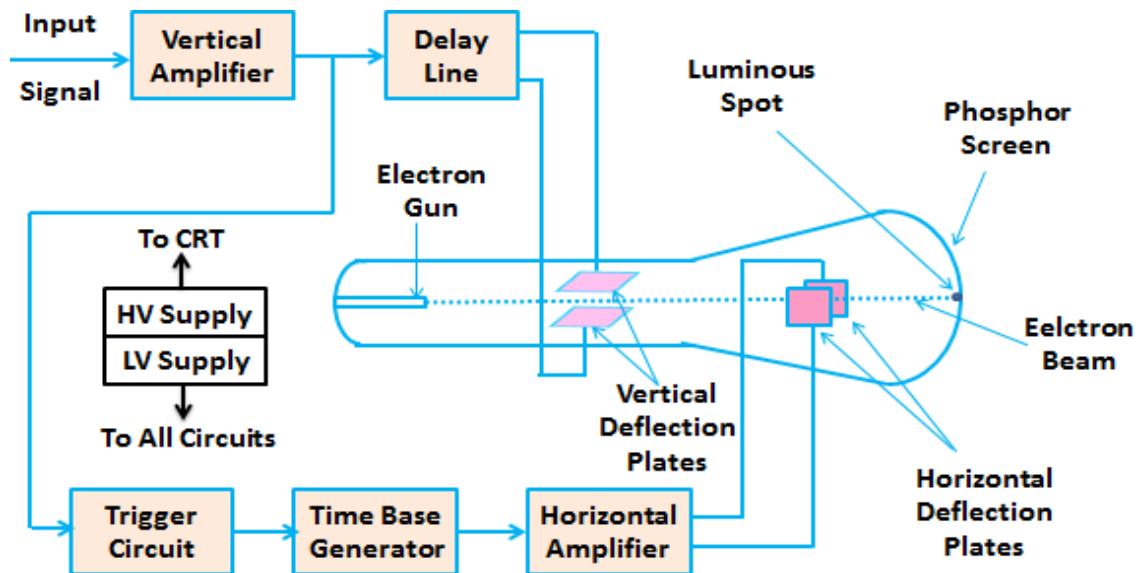 Input
Signal
Vertical
Amplifier
Delay
Line
Luminous
Spot
Phosphor
Screen
Electron
Gun
To CRT
HV Supply
LV Supply
To All Circuits
Eelctron
Beam
Vertical
Deflection
Plates
Horizontal
Deflection
Plates
Trigger
Circuit
Time Base
Generator
Horizontal
Amplifier